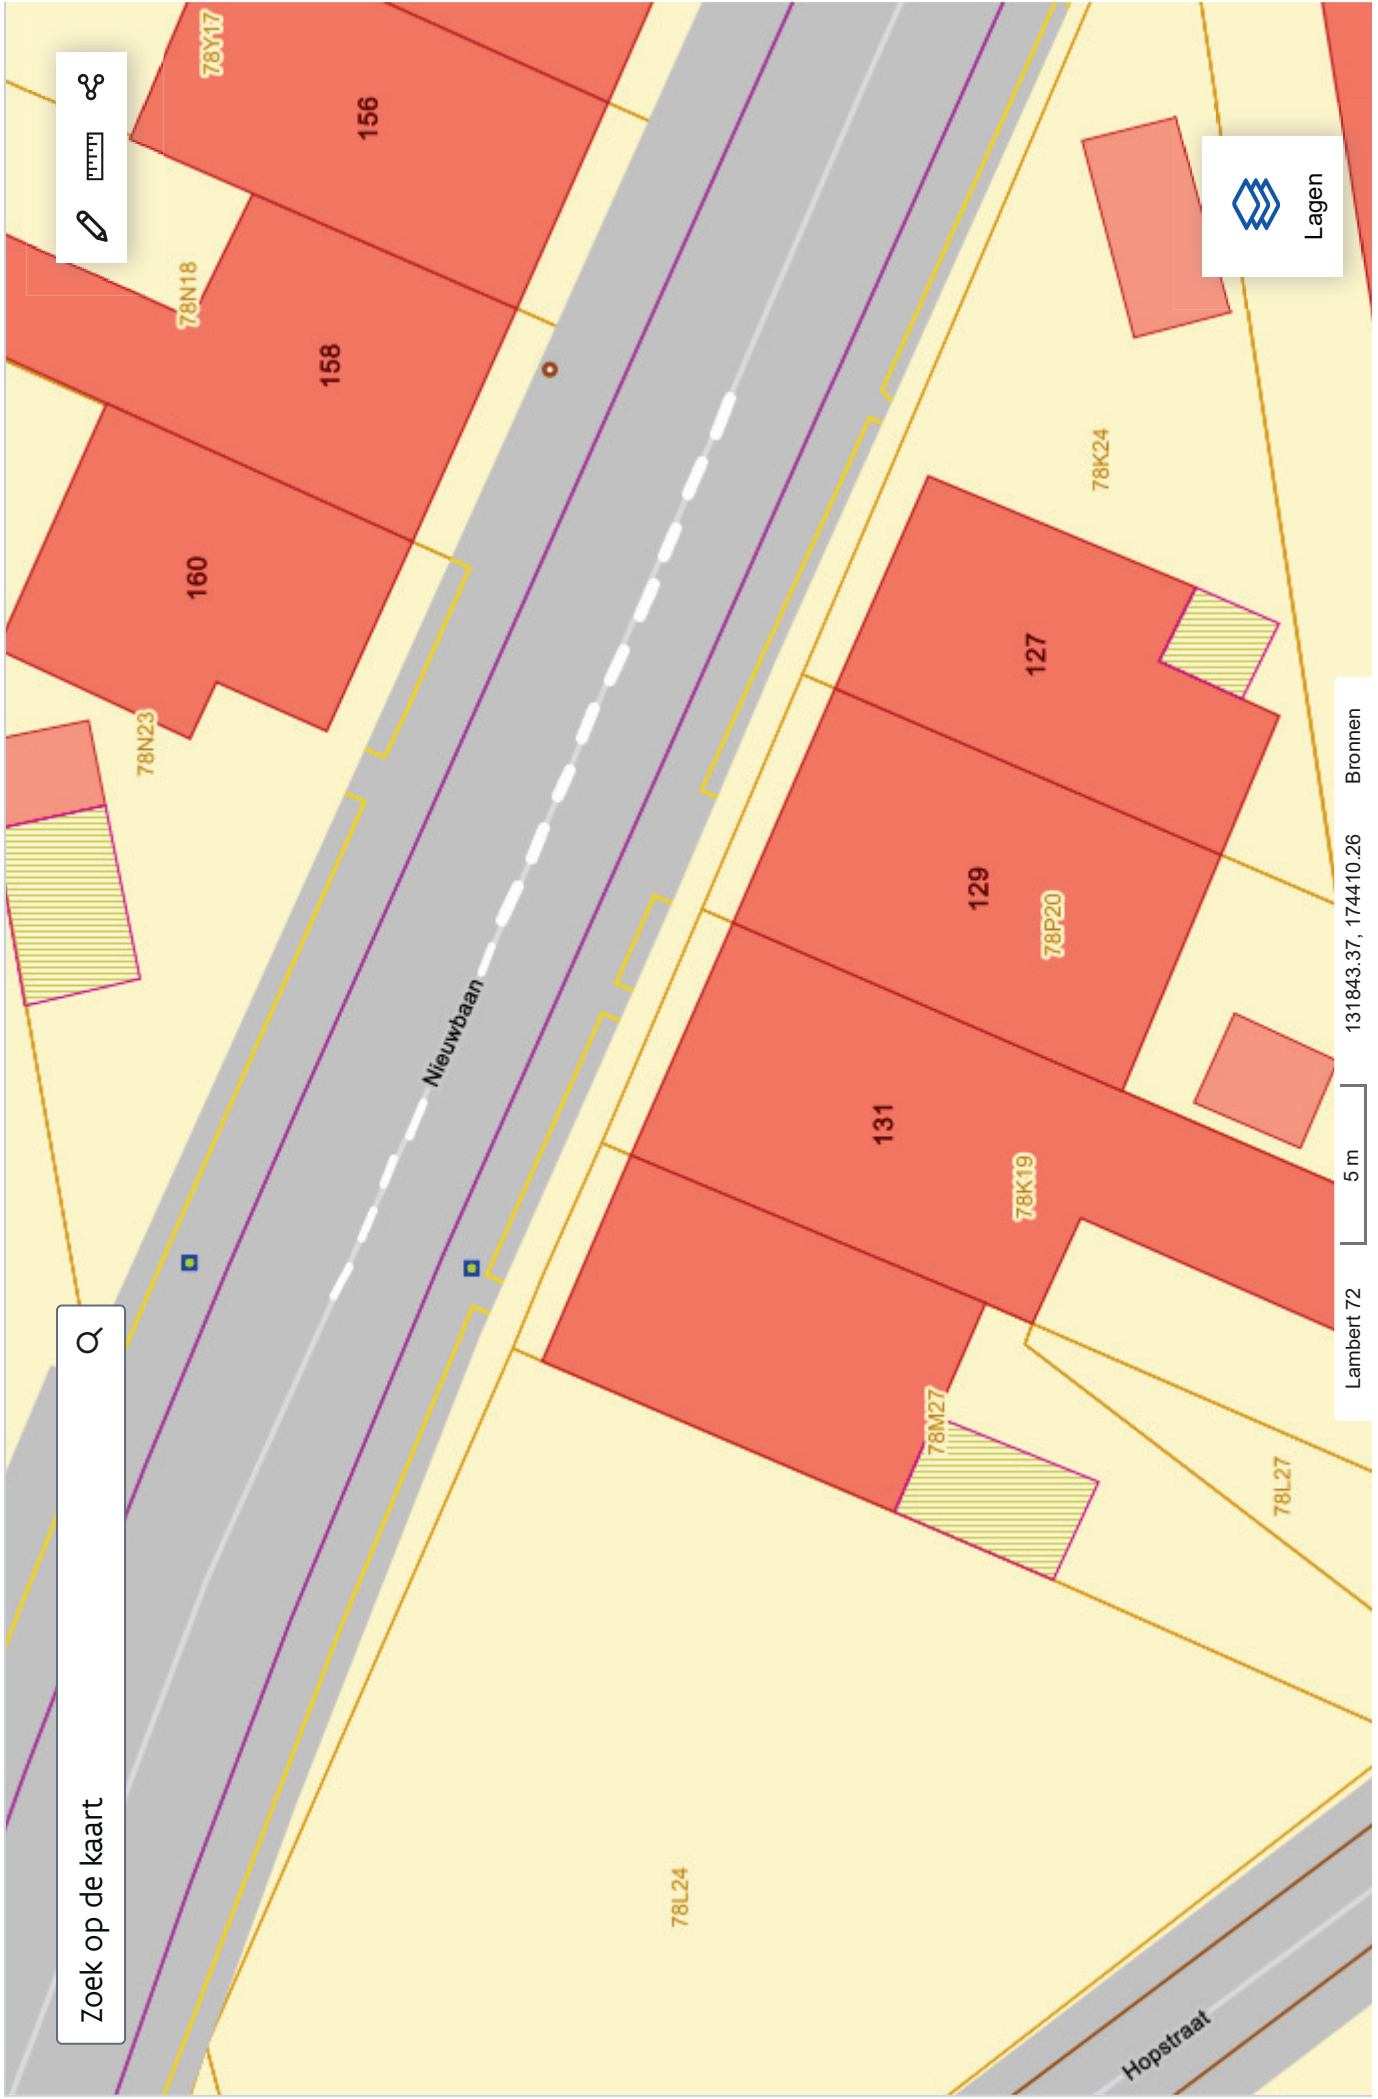 Zoek op de kaart
78Y17
156
78N18
158
160
78N23
Nieuwbaan
Lagen
78K24
127
129
78P20
131
78K19
78M27
78L27
78L24
Hopstraat
Lambert 72
5 m
131843.37, 174410.26
Bronnen